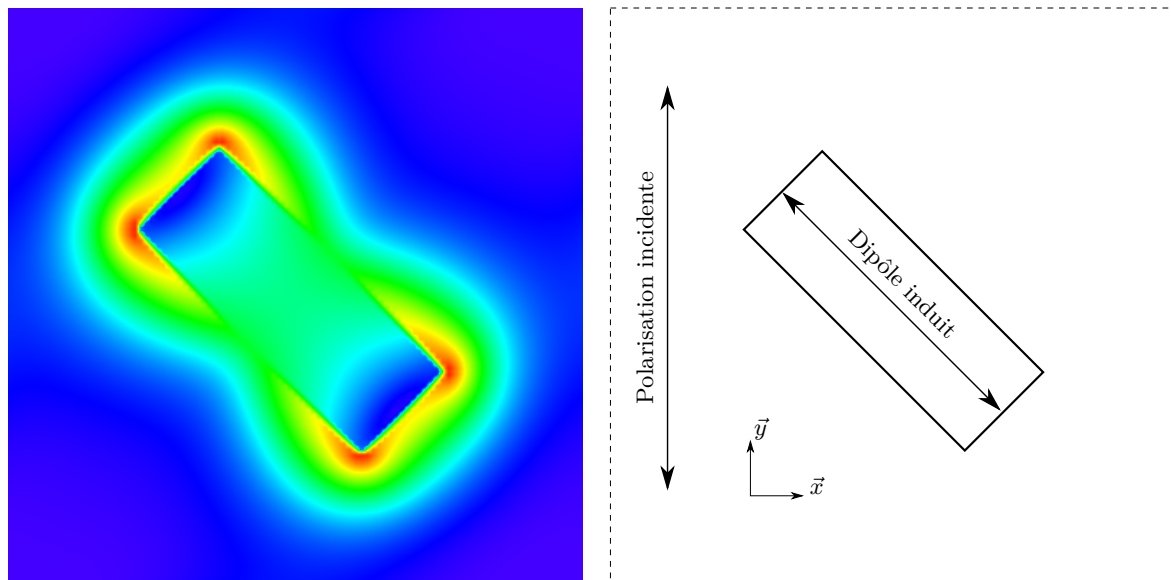 Polarisation incidente
Dipôle induit
y⃗
x⃗